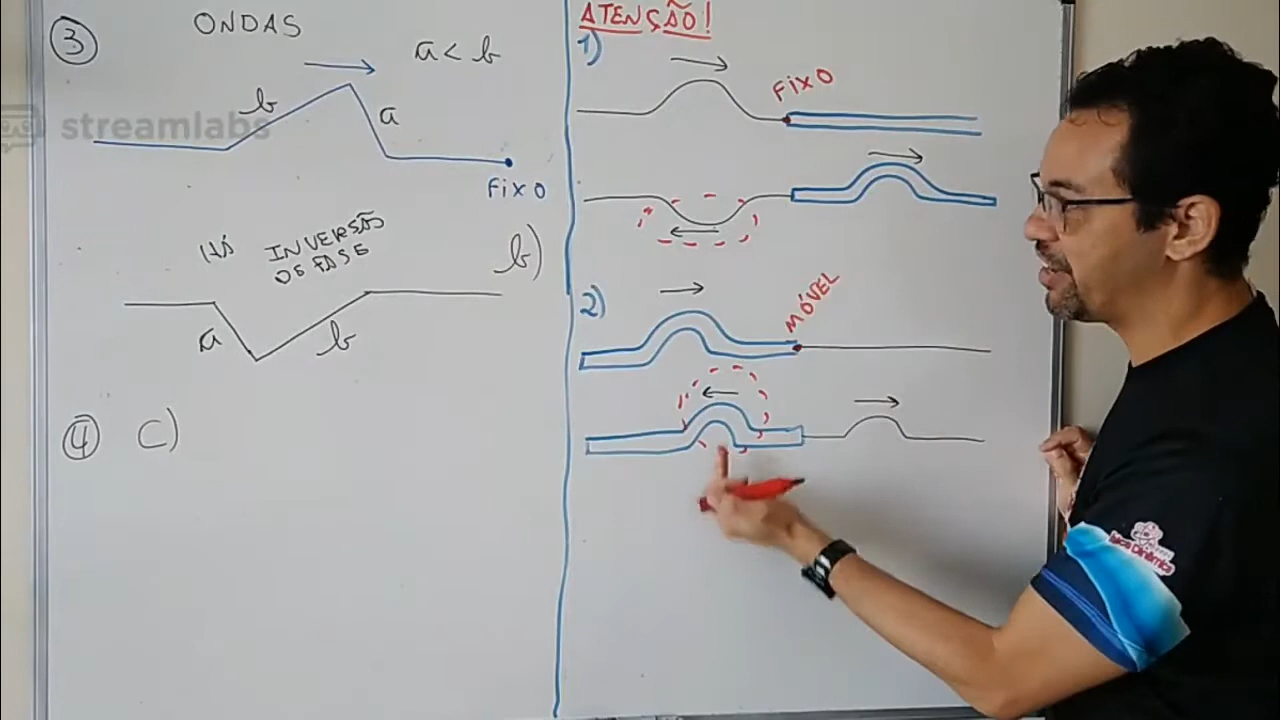 ③
ONDAS
a < b
b
a
FixO
HÁ INVERSÃO
DE FASE
b)
a
b
④ C)
ATENÇÃO!
1)
FixO
2)
MÓVEL
streamlabs